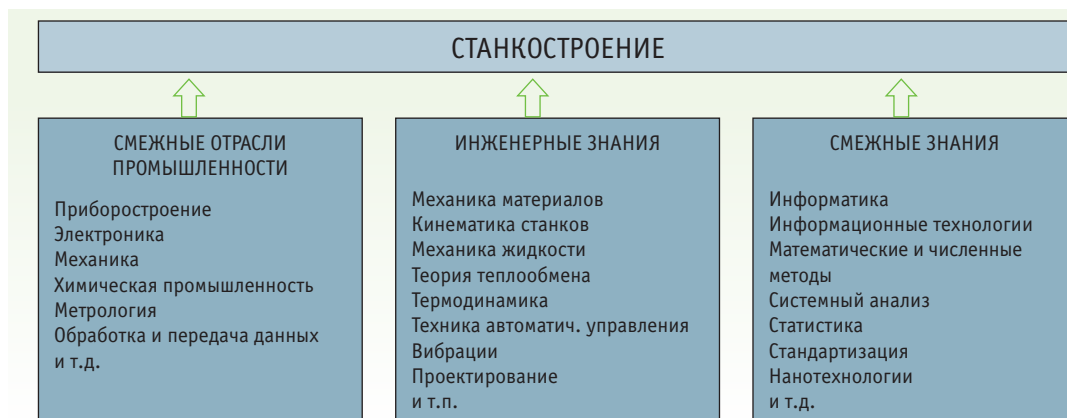 СТАНКОСТРОЕНИЕ
СМЕЖНЫЕ ОТРАСЛИ
ПРОМЫШЛЕННОСТИ
Приборостроение
Электроника
Механика
Химическая промышленность
Метрология
Обработка и передача данных
и т.д.
ИНЖЕНЕРНЫЕ ЗНАНИЯ
Механика материалов
Кинематика станков
Механика жидкости
Теория теплообмена
Термодинамика
Техника автоматич. управления
Вибрации
Проектирование
и т.п.
СМЕЖНЫЕ ЗНАНИЯ
Информатика
Информационные технологии
Математические и численные
методы
Системный анализ
Статистика
Стандартизация
Нанотехнологии
и т.д.